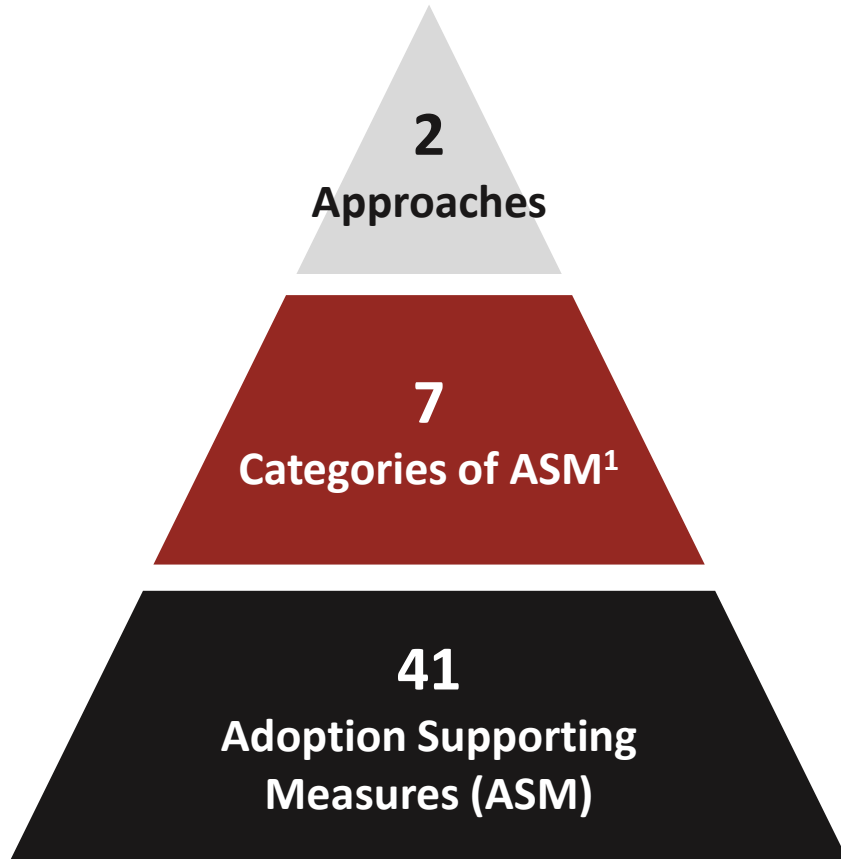 2
Approaches
7
Categories of ASM¹
41
Adoption Supporting
Measures (ASM)